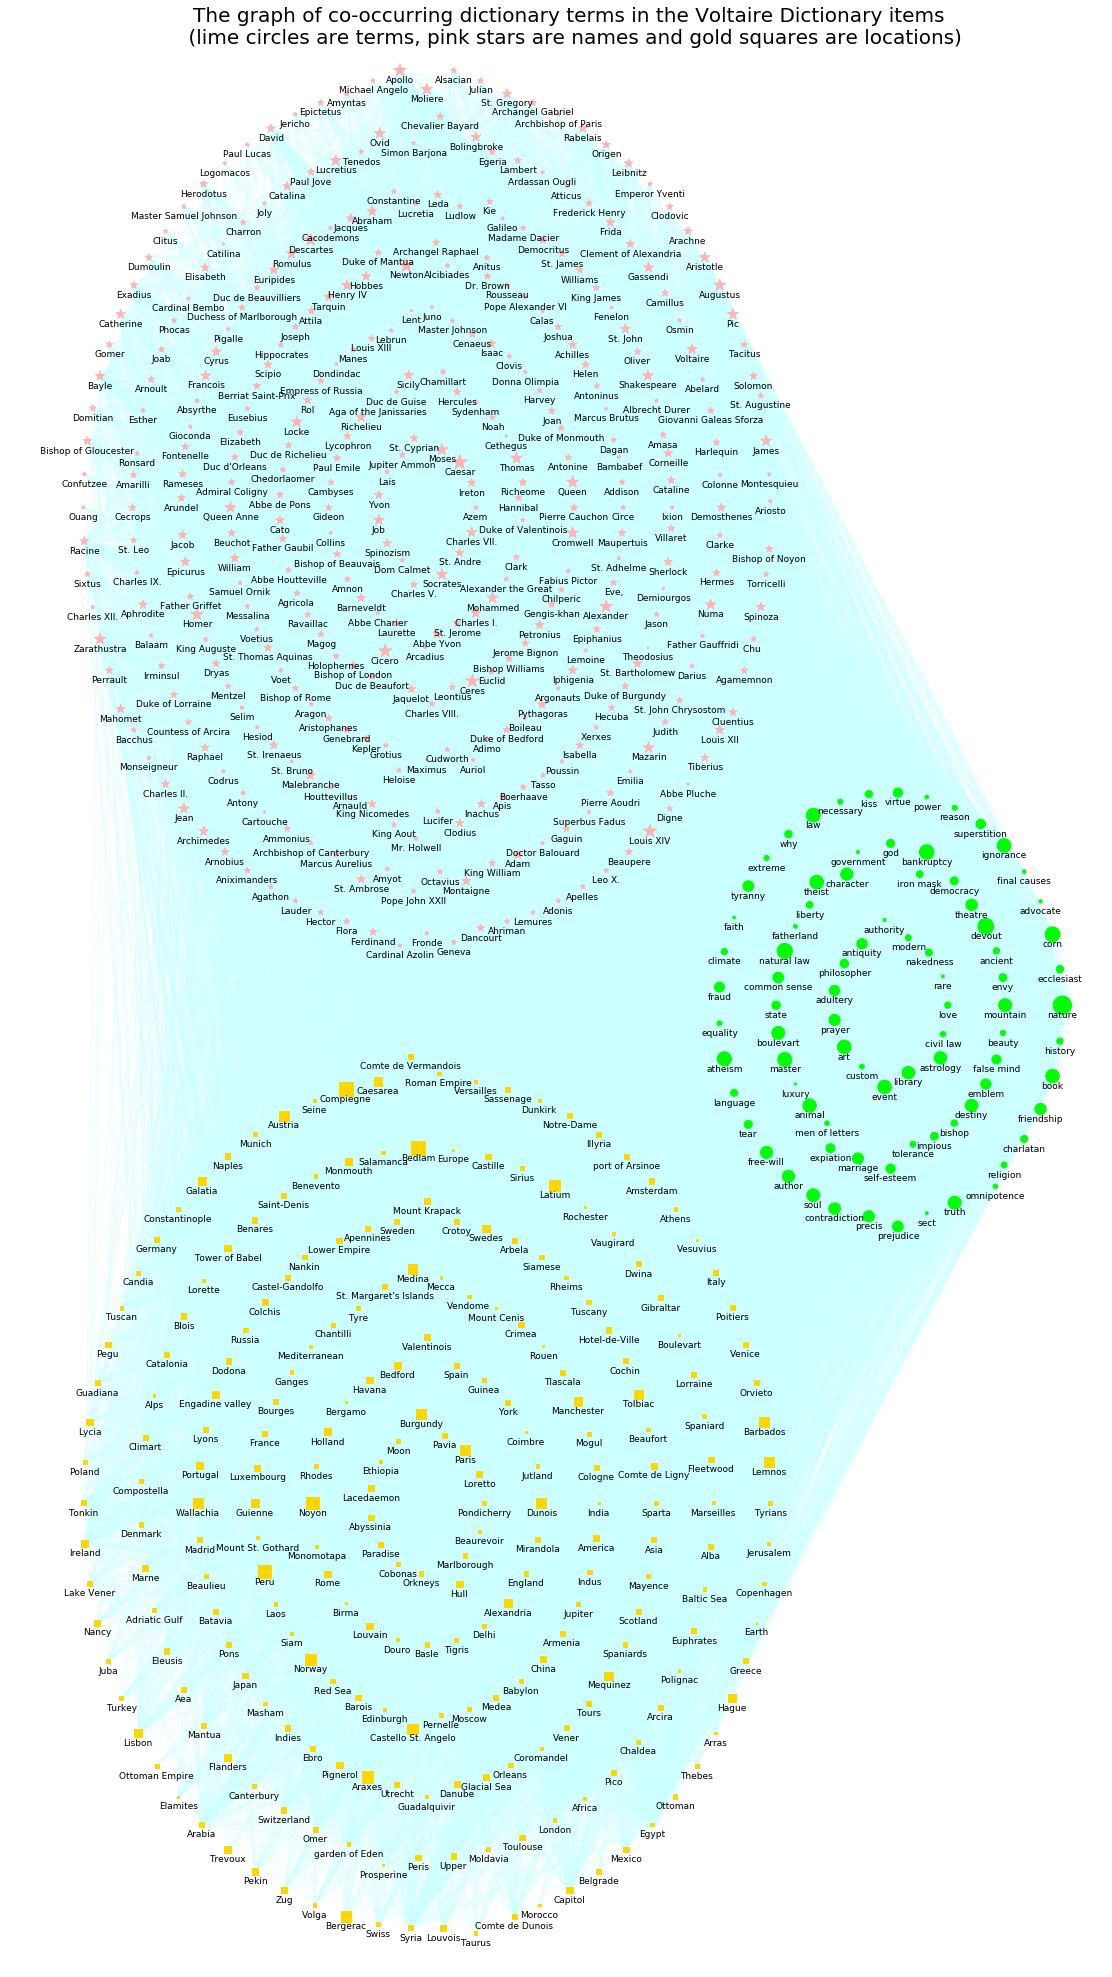 The graph of co-occurring dictionary terms in the Voltaire Dictionary items
(lime circles are terms, pink stars are names and gold squares are locations)
Apollo
Alsacian
Michael Angelo
Julian
Moliere
Amyntas
St. Gregory
Epictetus
Archangel Gabriel
Jericho
Chevalier Bayard
Archbishop of Paris
David
Ovid
Bolingbroke
Rabelais
Paul Lucas
Simon Barjona
Origen
Tenedos
Egeria
Logomacos
Lucretius
Lambert
Leibnitz
Paul Jove
Ardassan Ougli
Herodotus
Catalina
Constantine
Leda
Atticus
Emperor Yventi
Master Samuel Johnson
Joly
Lucretia
Ludlow
Kie
Frederick Henry
Clodovic
Charron
Jacques
Abraham
Galileo
Frida
Clitus
Cacodemons
Madame Dacier
Arachne
Catilina
Descartes
Archangel Raphael
Democritus
Clement of Alexandria
Dumoulin
Romulus
Duke of Mantua
Anitus
St. James
Aristotle
Elisabeth
Euripides
Newton
Alcibiades
Williams
Gassendi
Exadius
Duc de Beauvilliers
Henry IV
Hobbes
Dr. Brown
Rousseau
King James
Camillus
Augustus
Cardinal Bembo
Tarquin
Pope Alexander VI
Catherine
Duchess of Marlborough
Attila
Lent
Juno
Calas
Fenelon
Osmin
Pic
Phocas
Pigalle
Joseph
Lebrun
Master Johnson
Joshua
St. John
Gomer
Joab
Cyrus
Hippocrates
Louis XIII
Cenaeus
Isaac
Achilles
Oliver
Voltaire
Tacitus
Scipio
Manes
Clovis
Helen
Bayle
Arnoult
Francois
Dondindac
Sicily
Chamillart
Donna Olimpia
Shakespeare
Abelard
Solomon
Berriat Saint-Prix
Empress of Russia
Duc de Guise
Hercules
Harvey
Antoninus
St. Augustine
Domitian
Esther
Absyrthe
Eusebius
Rol
Aga of the Janissaries
Sydenham
Joan
Marcus Brutus
Albrecht Durer
Giovanni Galeas Sforza
Gioconda
Locke
Richelieu
Noah
Duke of Monmouth
Bishop of Gloucester
Elizabeth
Lycophron
St. Cyprian
Cethegus
Dagan
Amasa
Harlequin
James
Ronsard
Fontenelle
Duc de Richelieu
Moses
Corneille
Duc d'Orleans
Paul Emile
Jupiter Ammon
Caesar
Thomas
Antonine
Bambabef
Confutzee
Amarilli
Rameses
Chedorlaomer
Lais
Colonne
Montesquieu
Admiral Coligny
Cambyses
Ireton
Richeome
Queen
Addison
Cataline
Ouang
Cecrops
Arundel
Abbe de Pons
Yvon
Hannibal
Ariosto
Queen Anne
Gideon
Azem
Pierre Cauchon
Circe
Ixion
Demosthenes
Racine
St. Leo
Jacob
Beuchot
Cato
Collins
Job
Duke of Valentinois
Cromwell
Maupertuis
Villaret
Clarke
Father Gaubil
Charles VII.
Spinozism
St. Andre
Bishop of Noyon
Epicurus
William
Bishop of Beauvais
Dom Calmet
Clark
St. Adhelme
Sherlock
Sixtus
Charles IX.
Abbe Houtteville
Amnon
Socrates
Fabius Pictor
Hermes
Torricelli
Samuel Ornik
Charles V.
Alexander the Great
Eve,
Demiourgos
Father Griffet
Agricola
Barneveldt
Mohammed
Chilperic
Charles XII.
Aphrodite
Messalina
Gengis-khan
Alexander
Numa
Spinoza
Homer
Ravaillac
Abbe Charier
Charles I.
Jason
Zarathustra
Balaam
King Auguste
Voetius
Magog
Laurette
St. Jerome
Petronius
Epiphanius
Father Gauffridi
Chu
Abbe Yvon
Jerome Bignon
St. Thomas Aquinas
Holophernes
Cicero
Arcadius
Lemoine
Theodosius
Perrault
Irminsul
Dryas
Voet
Bishop of London
Bishop Williams
Iphigenia
St. Bartholomew
Darius
Agamemnon
Duc de Beaufort
Euclid
Mentzel
Bishop of Rome
Jaquelot
Leontius
Ceres
Argonauts
Duke of Burgundy
Duke of Lorraine
Mahomet
Selim
Aragon
Charles VIII.
Pythagoras
Hecuba
St. John Chrysostom
Cluentius
Bacchus
Countess of Arcira
Hesiod
Aristophanes
Boileau
Xerxes
Judith
Louis XII
Genebrard
Duke of Bedford
Raphael
St. Irenaeus
Kepler
Grotius
Adimo
Isabella
Mazarin
Monseigneur
Cudworth
Tiberius
Codrus
St. Bruno
Maximus
Auriol
Poussin
Emilia
Charles II.
Malebranche
Heloise
Tasso
Abbe Pluche
Antony
Houttevillus
Boerhaave
Pierre Aoudri
Jean
Arnauld
Apis
Cartouche
King Nicomedes
Lucifer
Inachus
Superbus Fadus
Digne
Archimedes
Ammonius
King Aout
Clodius
Gaguin
Louis XIV
Mr. Holwell
Arnobius
Archbishop of Canterbury
Doctor Balouard
Beaupere
Marcus Aurelius
Adam
Aniximanders
Amyot
King William
Leo X.
St. Ambrose
Octavius
Montaigne
Agathon
Pope John XXII
Apelles
Lauder
Adonis
Hector
Lemures
Flora
Ahriman
Ferdinand
Fronde
Dancourt
Cardinal Azolin
Geneva
virtue
kiss
necessary
power
law
reason
superstition
why
god
ignorance
extreme
government
bankruptcy
theist
character
iron mask
final causes
tyranny
democracy
liberty
theatre
advocate
faith
fatherland
authority
devout
corn
modern
climate
natural law
antiquity
nakedness
ancient
philosopher
ecclesiast
fraud
common sense
rare
envy
adultery
state
love
mountain
nature
equality
prayer
boulevart
civil law
beauty
history
atheism
master
art
astrology
false mind
custom
library
language
luxury
event
emblem
book
animal
destiny
friendship
tear
men of letters
bishop
impious
charlatan
free-will
expiation
tolerance
marriage
self-esteem
religion
author
omnipotence
soul
contradiction
precis
sect
truth
prejudice
Comte de Vermandois
Roman Empire
Caesarea
Versailles
Compiegne
Sassenage
Seine
Dunkirk
Austria
Notre-Dame
Munich
Illyria
Salamanca
Bedlam
Europe
Naples
Monmouth
Castille
port of Arsinoe
Sirius
Galatia
Benevento
Latium
Amsterdam
Saint-Denis
Mount Krapack
Rochester
Constantinople
Benares
Sweden
Crotoy
Athens
Apennines
Swedes
Vaugirard
Germany
Tower of Babel
Lower Empire
Arbela
Vesuvius
Nankin
Siamese
Candia
Lorette
Castel-Gandolfo
Medina
Mecca
Rheims
Dwina
Italy
St. Margaret's Islands
Tuscan
Colchis
Vendome
Tuscany
Gibraltar
Blois
Tyre
Mount Cenis
Poitiers
Russia
Chantilli
Crimea
Hotel-de-Ville
Pegu
Valentinois
Boulevart
Catalonia
Mediterranean
Rouen
Venice
Dodona
Bedford
Spain
Cochin
Guadiana
Ganges
Havana
Guinea
Tlascala
Lorraine
Orvieto
Alps
Engadine valley
Bourges
Bergamo
York
Manchester
Tolbiac
Lycia
Burgundy
Spaniard
Barbados
Climart
Lyons
France
Holland
Moon
Pavia
Coimbre
Mogul
Beaufort
Paris
Poland
Portugal
Luxembourg
Rhodes
Ethiopia
Loretto
Jutland
Cologne
Comte de Ligny
Fleetwood
Lemnos
Compostella
Lacedaemon
Tonkin
Wallachia
Guienne
Noyon
Pondicherry
Dunois
India
Sparta
Marseilles
Tyrians
Denmark
Abyssinia
Ireland
Madrid
Mount St. Gothard
Beaurevoir
Mirandola
America
Asia
Alba
Jerusalem
Monomotapa
Paradise
Marlborough
Marne
Beaulieu
Peru
Rome
Cobonas
Orkneys
England
Indus
Mayence
Lake Vener
Hull
Baltic Sea
Copenhagen
Adriatic Gulf
Batavia
Laos
Birma
Alexandria
Jupiter
Scotland
Nancy
Louvain
Delhi
Earth
Siam
Douro
Basle
Tigris
Armenia
Spaniards
Euphrates
Eleusis
Pons
Juba
Norway
China
Greece
Japan
Red Sea
Babylon
Mequinez
Polignac
Turkey
Aea
Barois
Medea
Hague
Masham
Edinburgh
Moscow
Tours
Arcira
Lisbon
Mantua
Indies
Pernelle
Castello St. Angelo
Vener
Arras
Ebro
Coromandel
Chaldea
Ottoman Empire
Flanders
Pignerol
Orleans
Thebes
Araxes
Utrecht
Danube
Glacial Sea
Pico
Elamites
Canterbury
Guadalquivir
Africa
Ottoman
Arabia
Switzerland
London
Egypt
Omer
Toulouse
Trevoux
garden of Eden
Moldavia
Mexico
Pekin
Prosperine
Peris
Upper
Belgrade
Zug
Capitol
Volga
Morocco
Bergerac
Comte de Dunois
Swiss
Syria
Louvois
Taurus